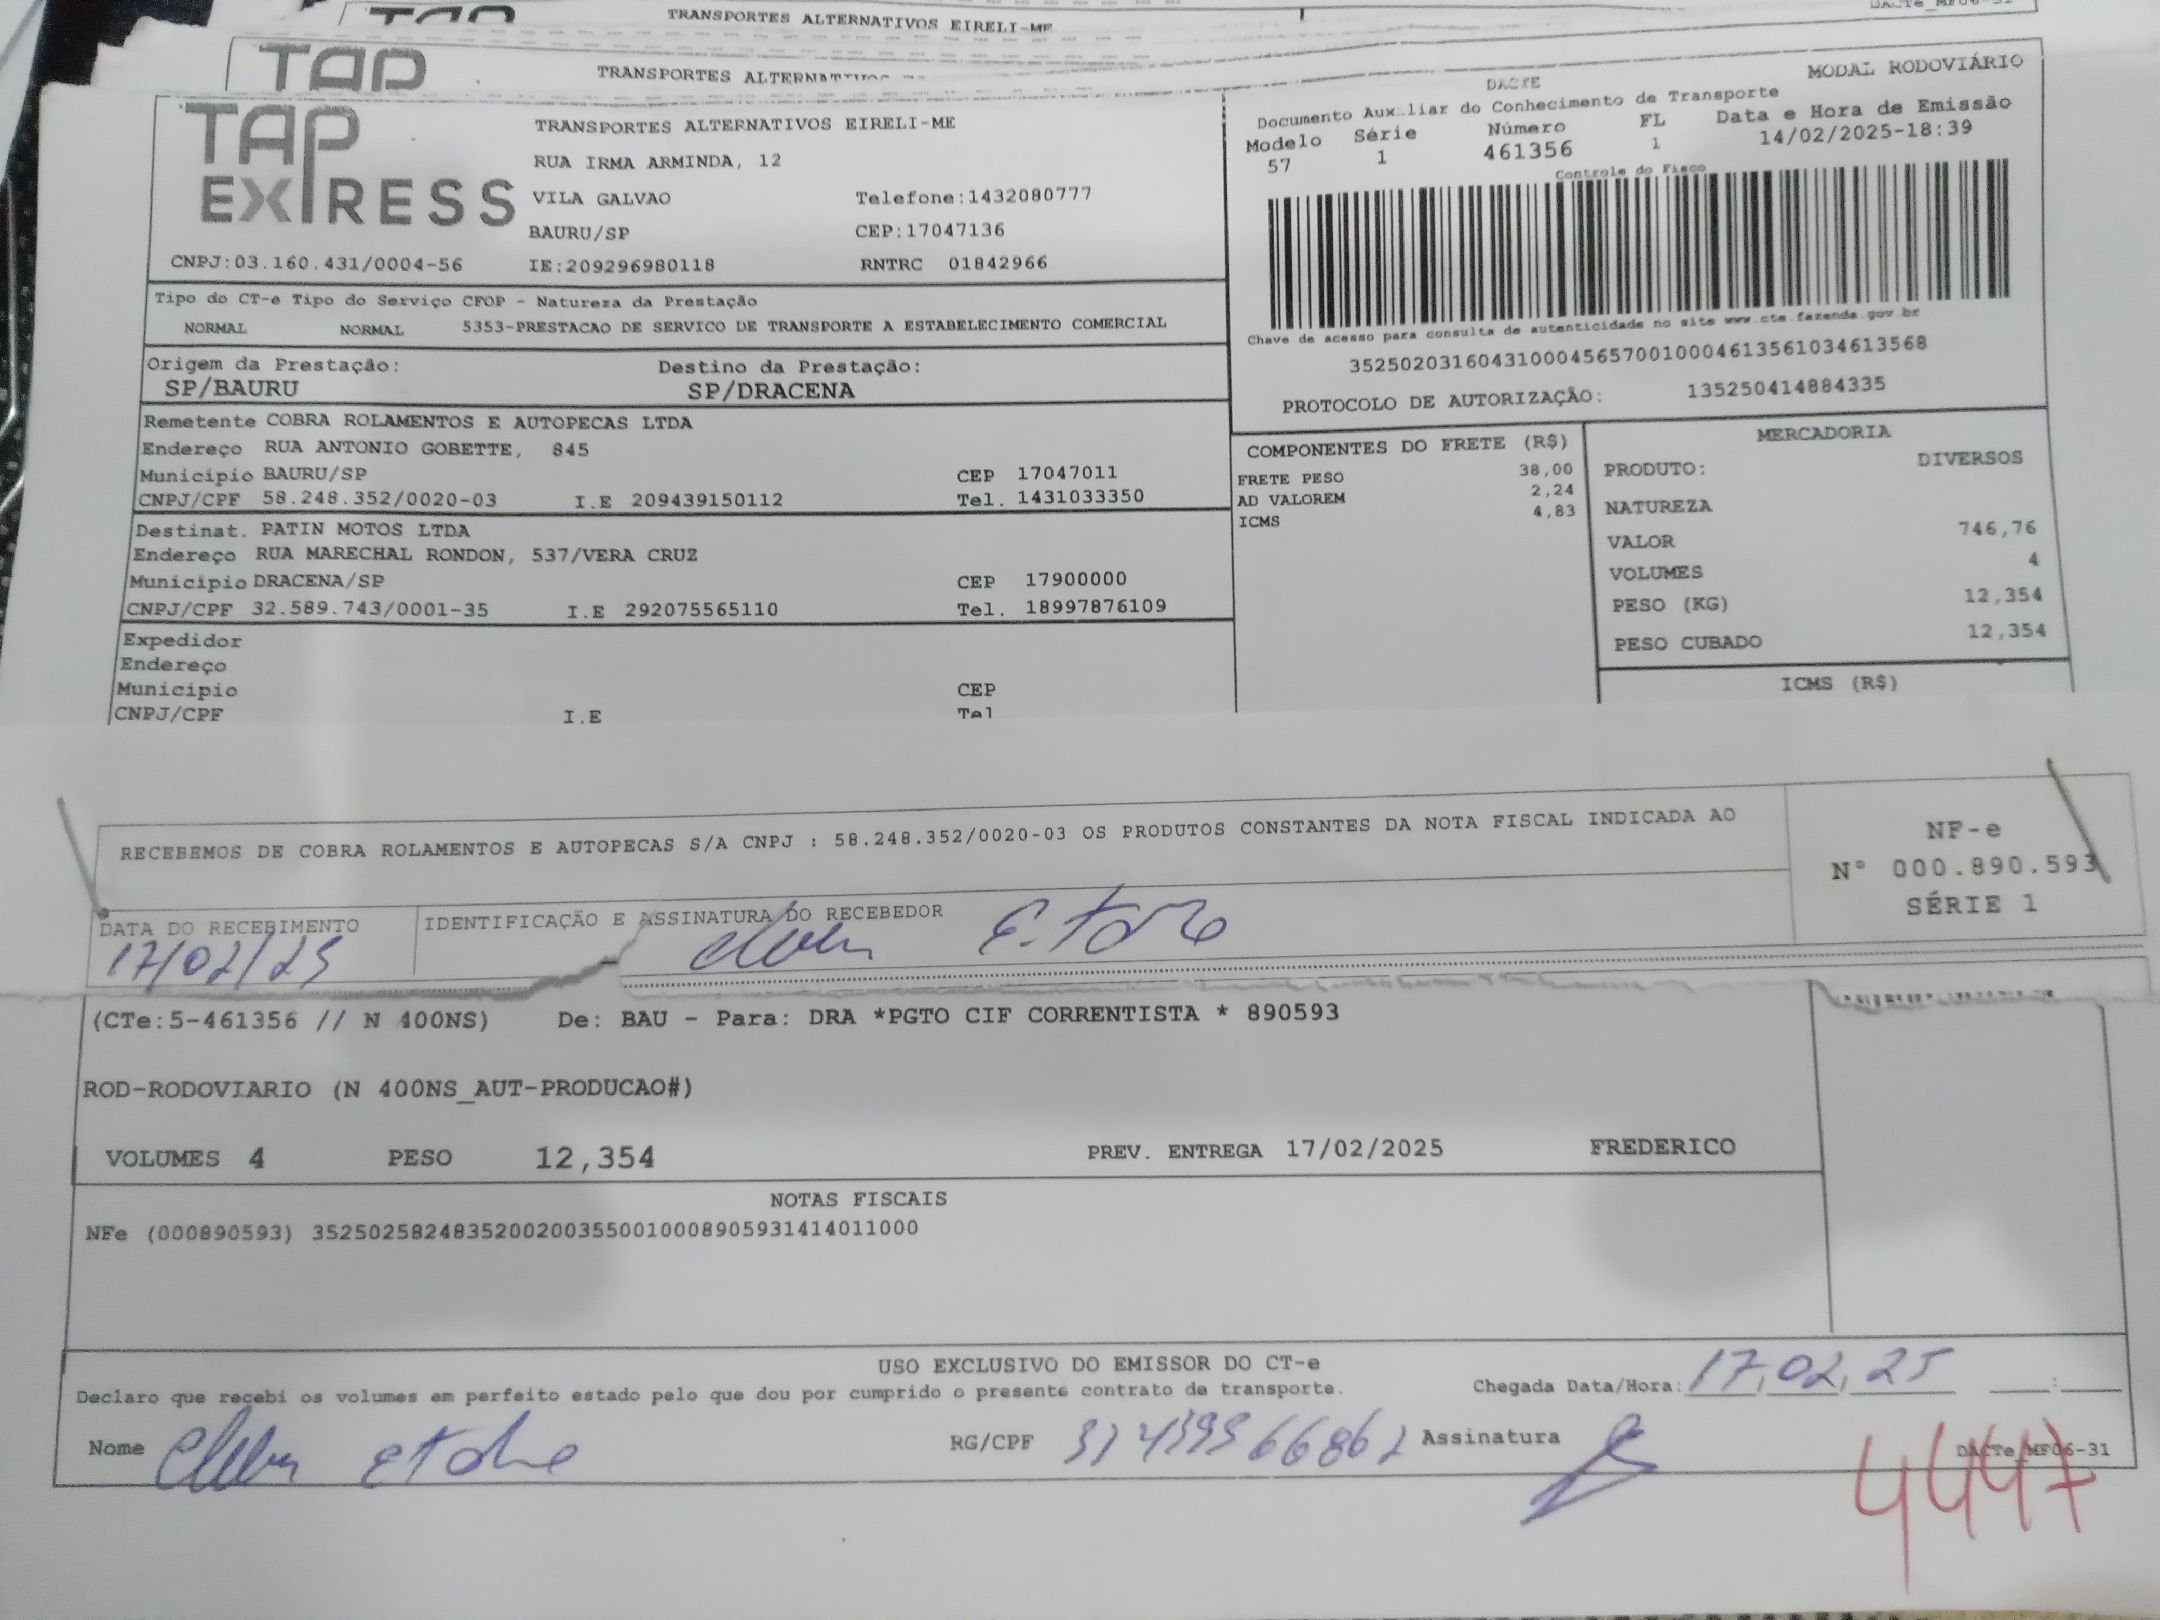 TRANSPORTES ALTERNATIVOS EIRELI-ME
TAP
TRANSPORTES
TAP EXPRESS
TRANSPORTES ALTERNATIVOS EIRELI-ME
RUA IRMA ARMINDA, 12
VILA GALVAO Telefone:1432080777
BAURU/SP CEP:17047136
CNPJ:03.160.431/0004-56 IE:209296980118 RNTRC 01842966
DACTE MODAL RODOVIÁRIO
Documento Auxiliar do Conhecimento de Transporte
Modelo Série Número FL Data e Hora de Emissão
57 1 461356 1 14/02/2025-18:39
Controle do Fisco
Chave de acesso para consulta de autenticidade no site www.cte.fazenda.gov.br
35250203160431000456570010004613561034613568
PROTOCOLO DE AUTORIZAÇÃO: 135250414884335
Tipo do CT-e Tipo do Serviço CFOP - Natureza da Prestação
NORMAL NORMAL 5353-PRESTACAO DE SERVICO DE TRANSPORTE A ESTABELECIMENTO COMERCIAL
Origem da Prestação: Destino da Prestação:
SP/BAURU SP/DRACENA
Remetente COBRA ROLAMENTOS E AUTOPECAS LTDA
Endereço RUA ANTONIO GOBETTE, 845
Município BAURU/SP CEP 17047011
CNPJ/CPF 58.248.352/0020-03 I.E 209439150112 Tel. 1431033350
Destinat. PATIN MOTOS LTDA
Endereço RUA MARECHAL RONDON, 537/VERA CRUZ
Município DRACENA/SP CEP 17900000
CNPJ/CPF 32.589.743/0001-35 I.E 292075565110 Tel. 18997876109
Expedidor
Endereço
Município CEP
CNPJ/CPF I.E Tel
COMPONENTES DO FRETE (R$)
FRETE PESO 38,00
AD VALOREM 2,24
ICMS 4,83
MERCADORIA
PRODUTO: DIVERSOS
NATUREZA
VALOR 746,76
VOLUMES 4
PESO (KG) 12,354
PESO CUBADO 12,354
ICMS (R$)
RECEBEMOS DE COBRA ROLAMENTOS E AUTOPECAS S/A CNPJ : 58.248.352/0020-03 OS PRODUTOS CONSTANTES DA NOTA FISCAL INDICADA AO
NF-e
N° 000.890.593
SÉRIE 1
DATA DO RECEBIMENTO IDENTIFICAÇÃO E ASSINATURA DO RECEBEDOR
17/02/25
(CTe:5-461356 // N 400NS) De: BAU - Para: DRA *PGTO CIF CORRENTISTA * 890593
ROD-RODOVIARIO (N 400NS_AUT-PRODUCAO#)
VOLUMES 4 PESO 12,354 PREV. ENTREGA 17/02/2025 FREDERICO
NOTAS FISCAIS
NFe (000890593) 35250258248352002003550010008905931414011000
USO EXCLUSIVO DO EMISSOR DO CT-e
Declaro que recebi os volumes em perfeito estado pelo que dou por cumprido o presente contrato de transporte. Chegada Data/Hora: 17,02,25 :
Nome RG/CPF Assinatura
DACTe_MF06-31
4447